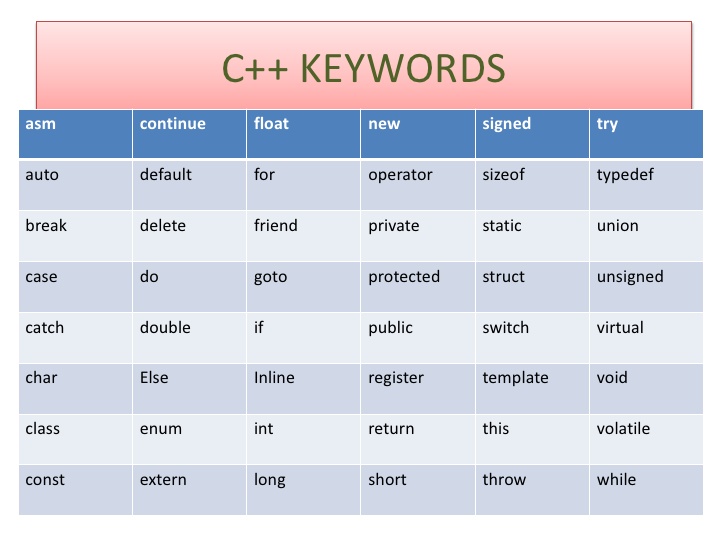 C++ KEYWORDS
asm continue float new signed try
auto default for operator sizeof typedef
break delete friend private static union
case do goto protected struct unsigned
catch double if public switch virtual
char Else Inline register template void
class enum int return this volatile
const extern long short throw while